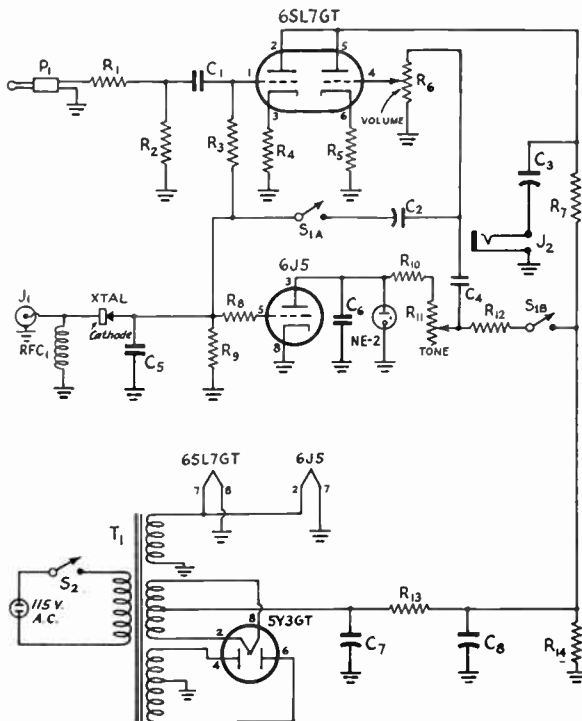 6SL7GT
2
5
P1
R1
C1
1
4
R6
VOLUME
3
6
R2
R3
R4
R5
C3
R7
S1A
C2
J2
6J5
3
R10
J1
XTAL
Cathode
R8
5
C6
R11
C4
R12
S1B
RFC1
C5
R9
8
NE-2
TONE
6SL7GT
6J5
7
8
2
7
T1
S2
115 V.
A.C.
8
5Y3GT
R13
2
4
6
C7
C8
R14